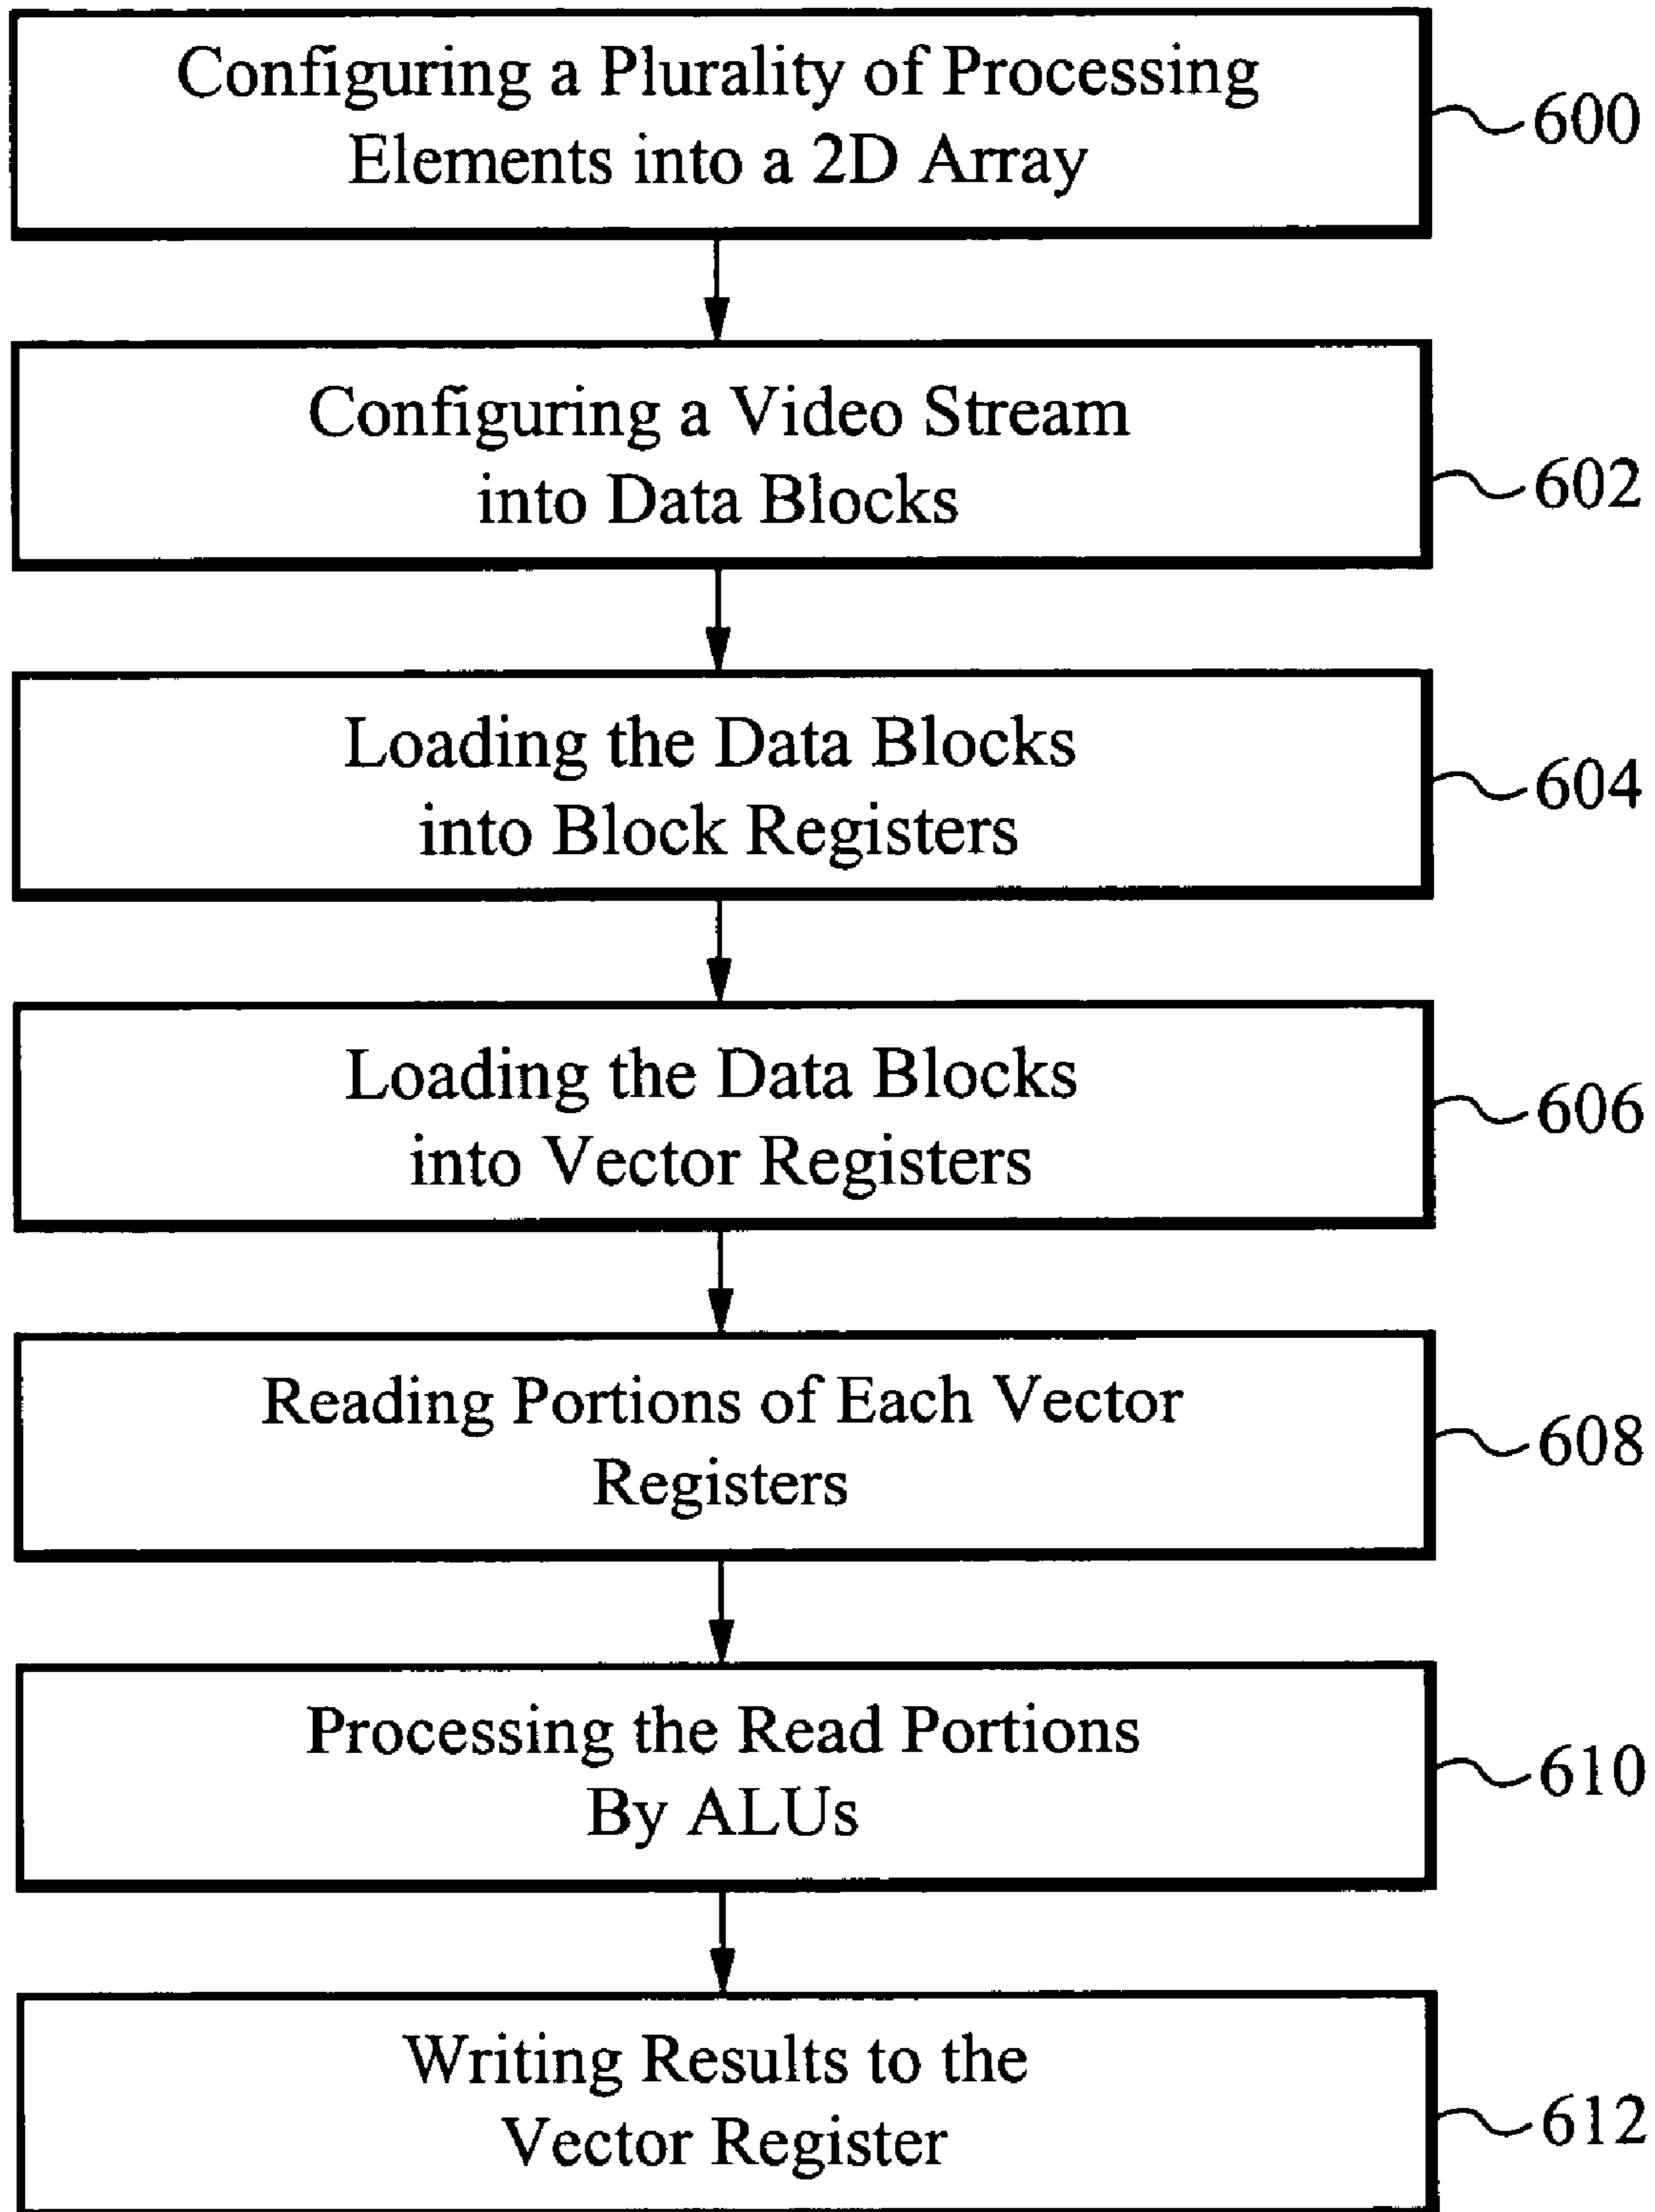 Configuring a Plurality of Processing
Elements into a 2D Array
600
Configuring a Video Stream
into Data Blocks
602
Loading the Data Blocks
into Block Registers
604
Loading the Data Blocks
into Vector Registers
606
Reading Portions of Each Vector
Registers
608
Processing the Read Portions
By ALUs
610
Writing Results to the
Vector Register
612